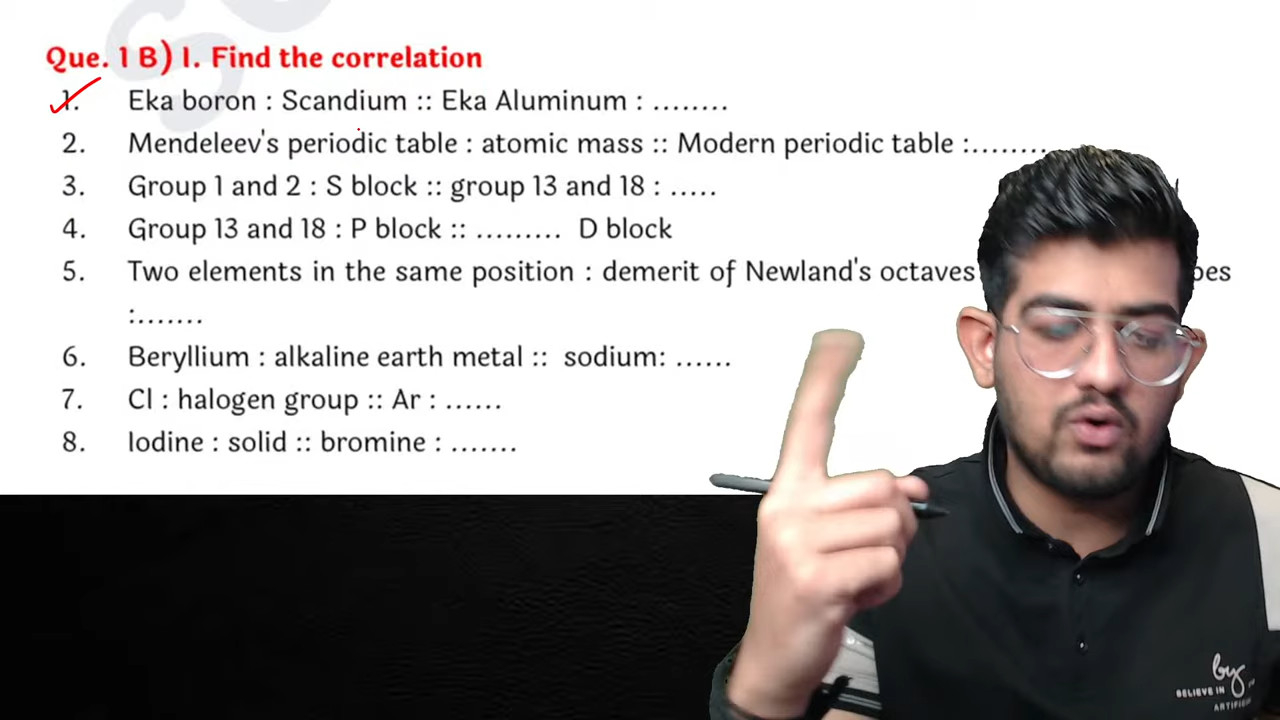 Que. 1 B) I. Find the correlation
1. Eka boron : Scandium :: Eka Aluminum : ........
2. Mendeleev's periodic table : atomic mass :: Modern periodic table :........
3. Group 1 and 2 : S block :: group 13 and 18 : .....
4. Group 13 and 18 : P block :: ......... D block
5. Two elements in the same position : demerit of Newland's octaves
:.......
6. Beryllium : alkaline earth metal :: sodium: ......
7. Cl : halogen group :: Ar : ......
8. Iodine : solid :: bromine : .......
by
BELIEVE IN